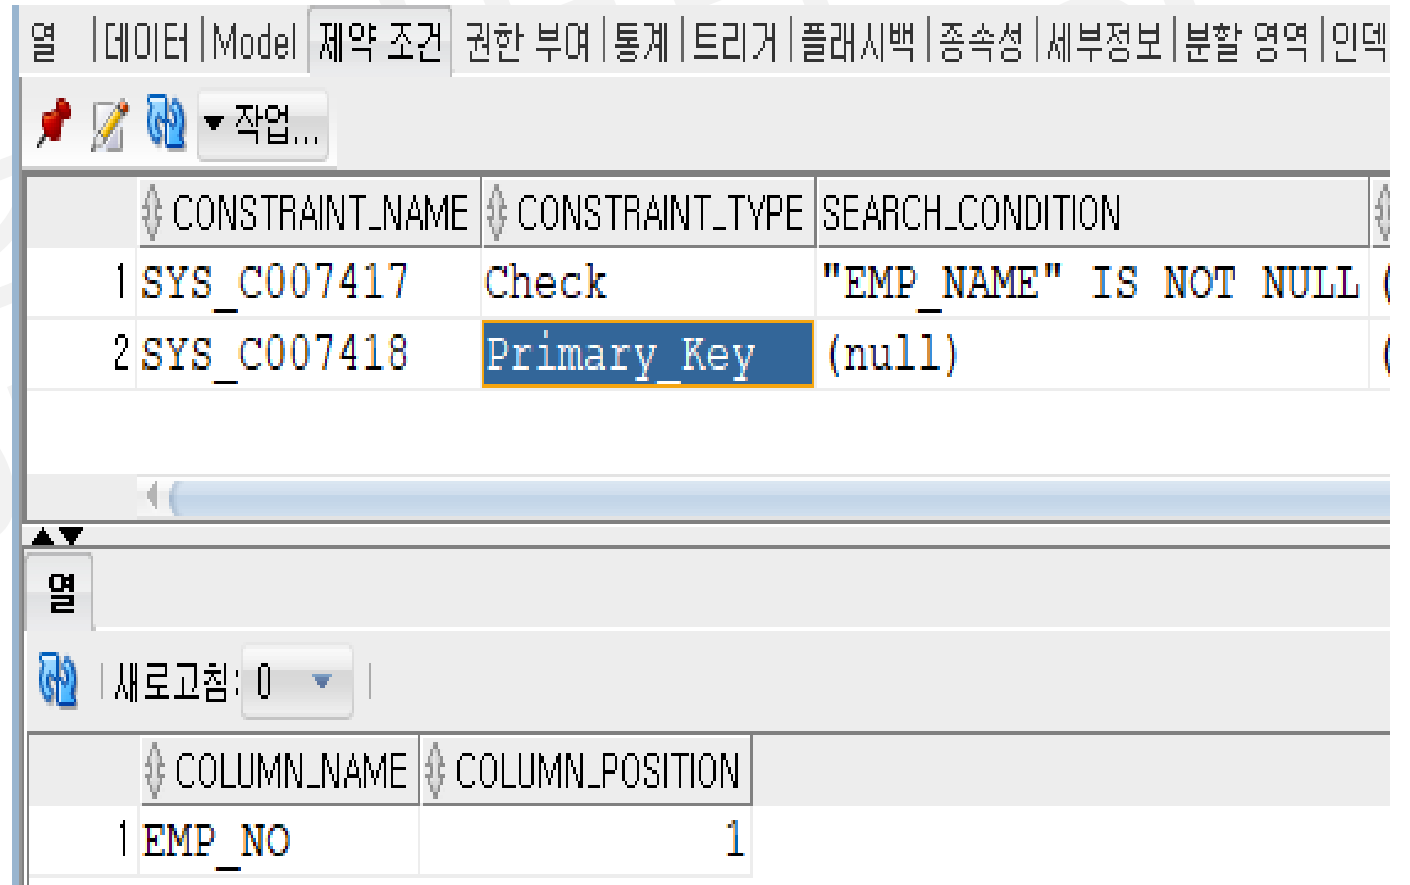 열 |데이터|Model|제약 조건|권한 부여|통계|트리거|플래시백|종속성|세부정보|분할 영역|인덱
작업...
CONSTRAINT_NAME CONSTRAINT_TYPE SEARCH_CONDITION
1 SYS_C007417 Check "EMP_NAME" IS NOT NULL (
2 SYS_C007418 Primary_Key (null) (
열
새로고침: 0
COLUMN_NAME COLUMN_POSITION
1 EMP_NO 1